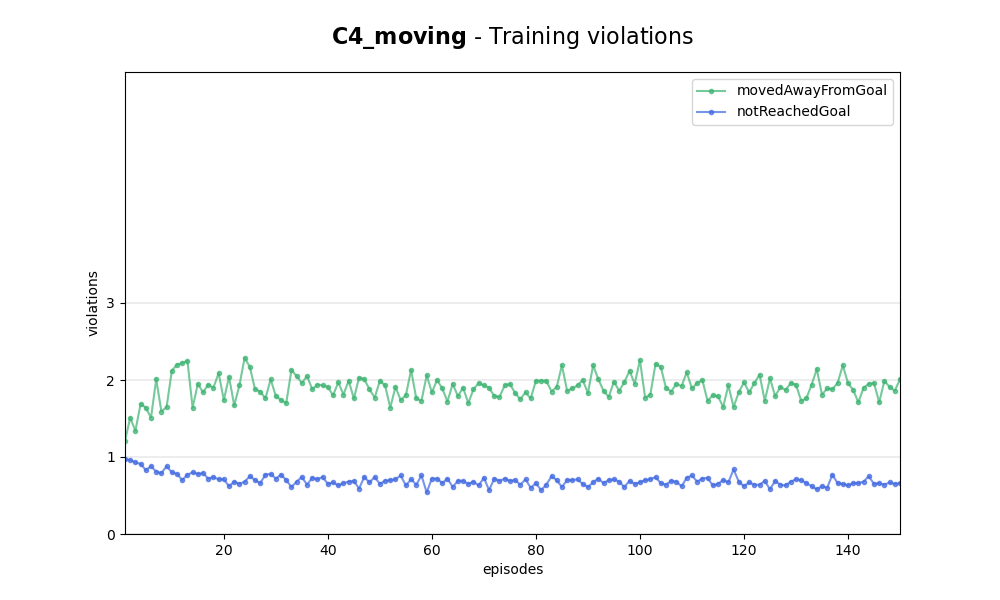 C4_moving - Training violations
movedAwayFromGoal
notReachedGoal
violations
3
2
1
0
20 40 60 80 100 120 140
episodes